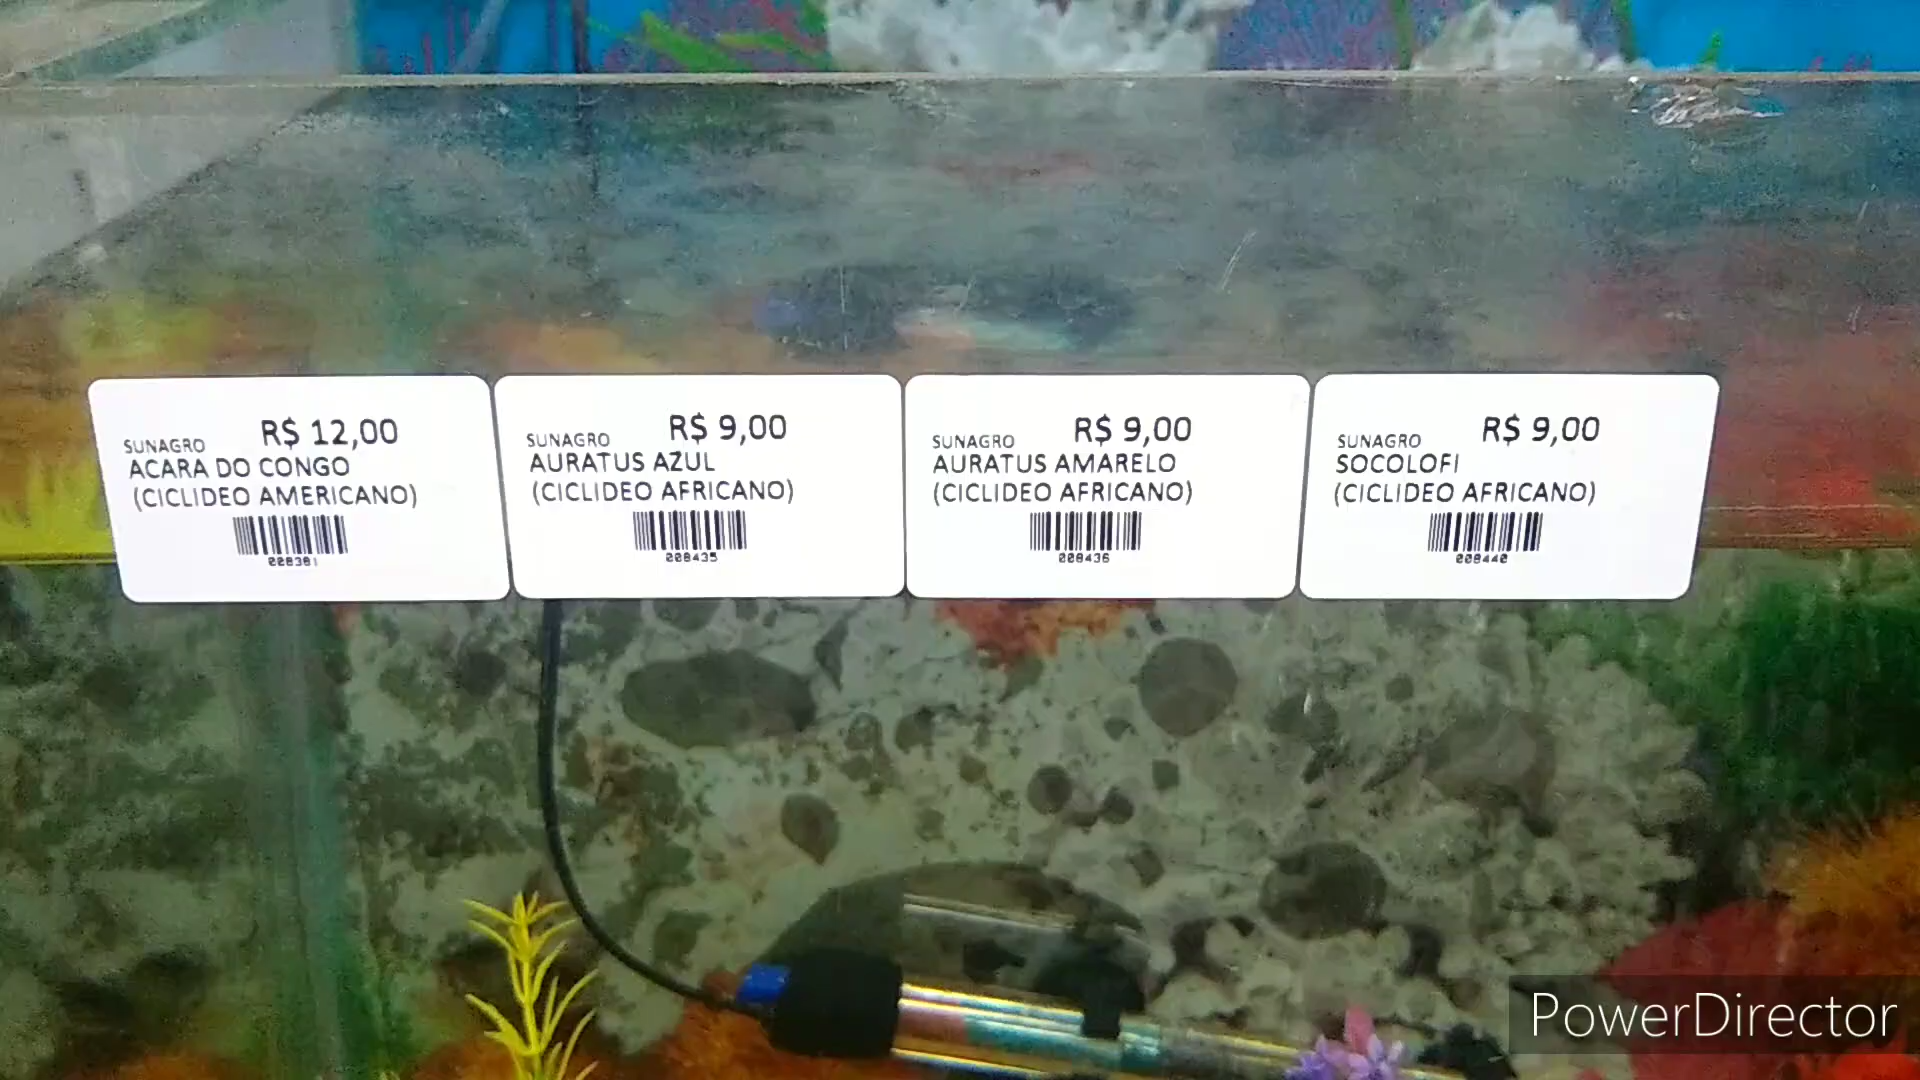 R$ 12,00
SUNAGRO
ACARA DO CONGO
(CICLIDEO AMERICANO)
008381
R$ 9,00
SUNAGRO
AURATUS AZUL
(CICLIDEO AFRICANO)
008435
R$ 9,00
SUNAGRO
AURATUS AMARELO
(CICLIDEO AFRICANO)
008436
R$ 9,00
SUNAGRO
SOCOLOFI
(CICLIDEO AFRICANO)
008440
PowerDirector